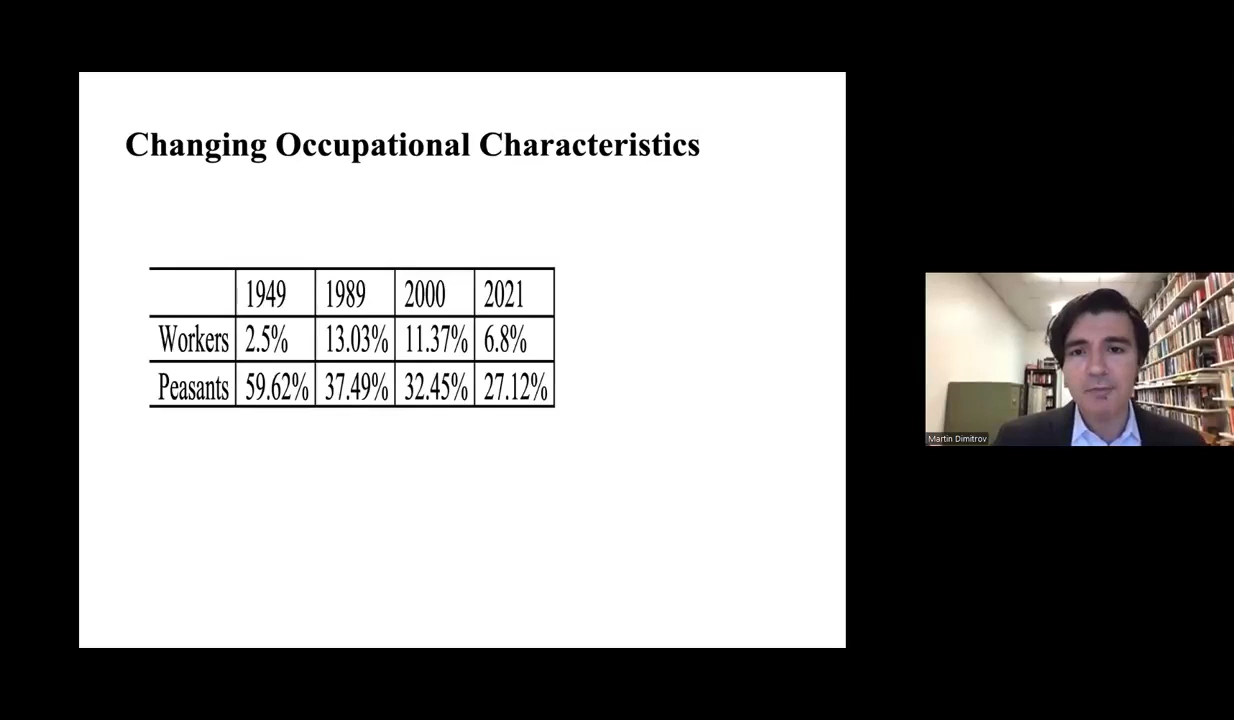 Changing Occupational Characteristics
1949 1989 2000 2021
Workers 2.5% 13.03% 11.37% 6.8%
Peasants 59.62% 37.49% 32.45% 27.12%
Martin Dimitrov